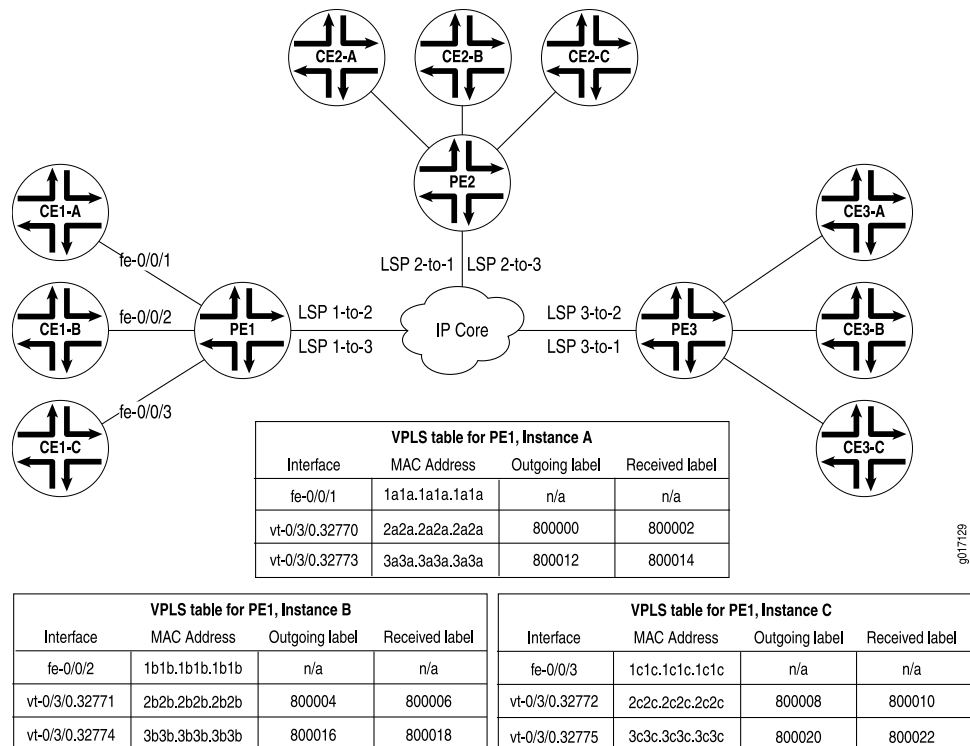 CE2-A
CE2-B
CE2-C
PE2
CE1-A
CE3-A
fe-0/0/1
LSP 2-to-1
LSP 2-to-3
CE1-B
fe-0/0/2
PE1
LSP 1-to-2
LSP 1-to-3
IP Core
LSP 3-to-2
LSP 3-to-1
PE3
CE3-B
fe-0/0/3
CE1-C
CE3-C
VPLS table for PE1, Instance A
Interface MAC Address Outgoing label Received label
fe-0/0/1 1a1a.1a1a.1a1a n/a n/a
vt-0/3/0.32770 2a2a.2a2a.2a2a 800000 800002
vt-0/3/0.32773 3a3a.3a3a.3a3a 800012 800014
g017129
VPLS table for PE1, Instance B
Interface MAC Address Outgoing label Received label
fe-0/0/2 1b1b.1b1b.1b1b n/a n/a
vt-0/3/0.32771 2b2b.2b2b.2b2b 800004 800006
vt-0/3/0.32774 3b3b.3b3b.3b3b 800016 800018
VPLS table for PE1, Instance C
Interface MAC Address Outgoing label Received label
fe-0/0/3 1c1c.1c1c.1c1c n/a n/a
vt-0/3/0.32772 2c2c.2c2c.2c2c 800008 800010
vt-0/3/0.32775 3c3c.3c3c.3c3c 800020 800022